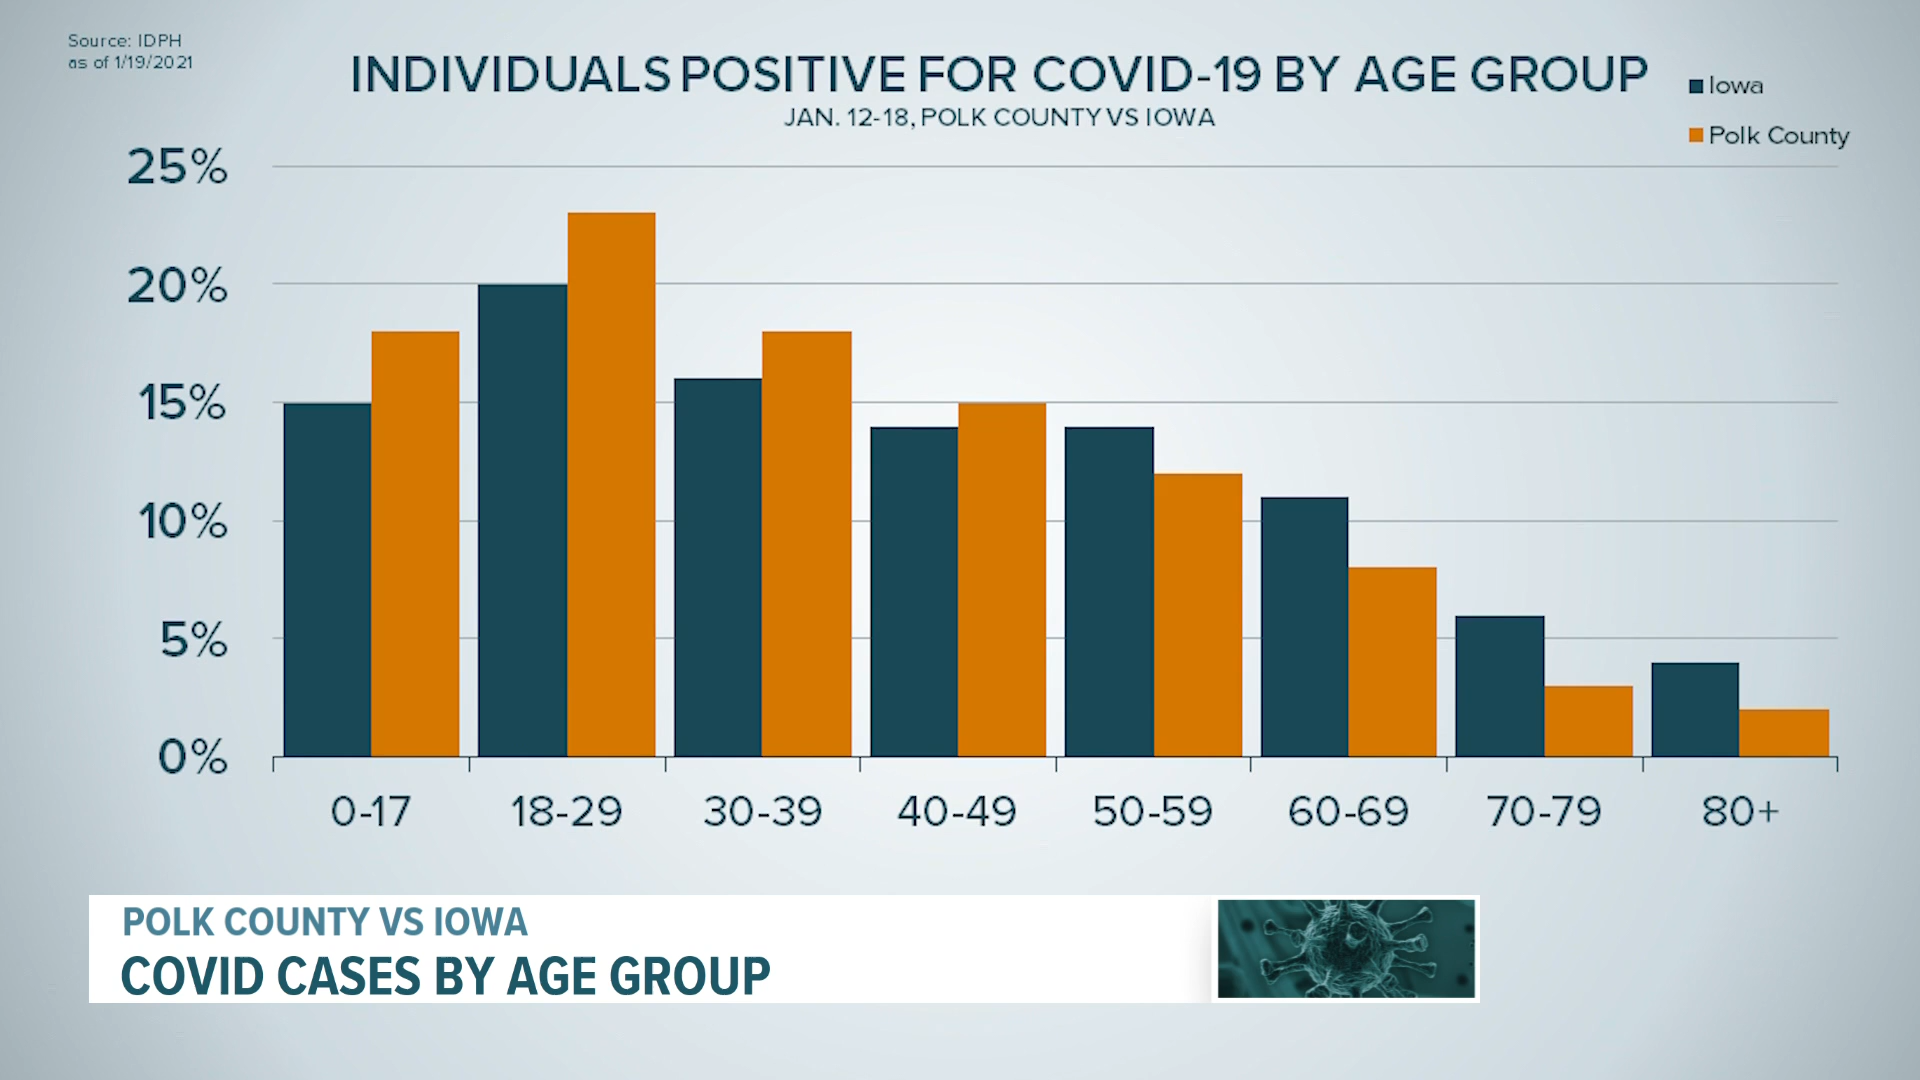 Source: IDPH
as of 1/19/2021
INDIVIDUALS POSITIVE FOR COVID-19 BY AGE GROUP
JAN. 12-18, POLK COUNTY VS IOWA
Iowa
Polk County
25%
20%
15%
10%
5%
0%
0-17 18-29 30-39 40-49 50-59 60-69 70-79 80+
POLK COUNTY VS IOWA
COVID CASES BY AGE GROUP